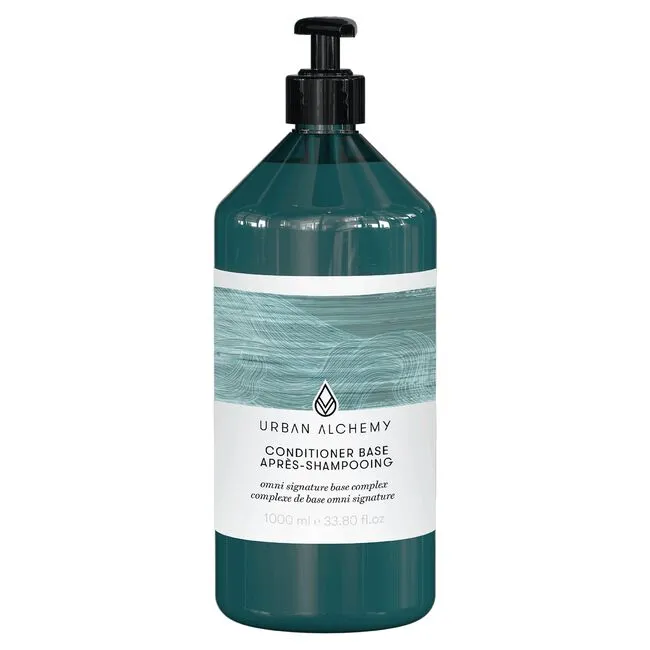 URBAN ALCHEMY
CONDITIONER BASE
APRÈS-SHAMPOOING
omni signature base complex
complexe de base omni signature
1000 ml e 33.80 fl.oz